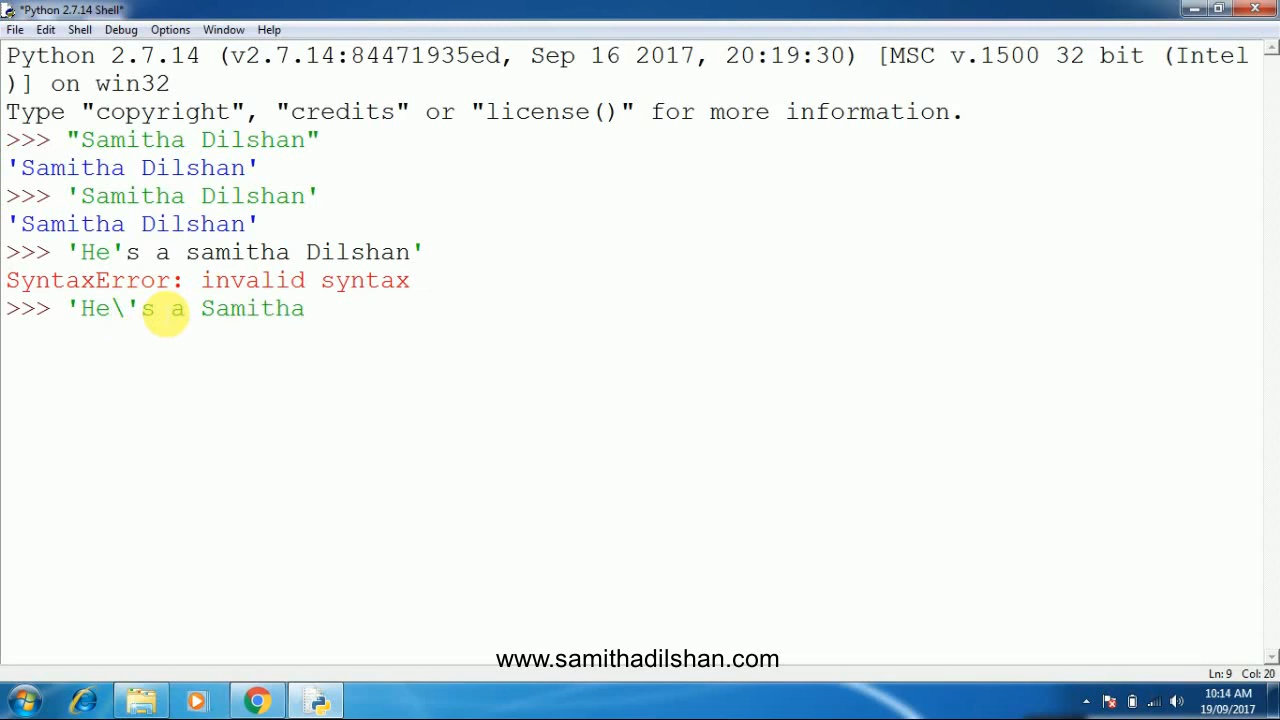 *Python 2.7.14 Shell*
File Edit Shell Debug Options Window Help
Python 2.7.14 (v2.7.14:84471935ed, Sep 16 2017, 20:19:30) [MSC v.1500 32 bit (Intel
)] on win32
Type "copyright", "credits" or "license()" for more information.
>>> "Samitha Dilshan"
'Samitha Dilshan'
>>> 'Samitha Dilshan'
'Samitha Dilshan'
>>> 'He's a samitha Dilshan'
SyntaxError: invalid syntax
>>> 'He\'s a Samitha
www.samithadilshan.com
Ln: 9 Col: 20
10:14 AM
19/09/2017